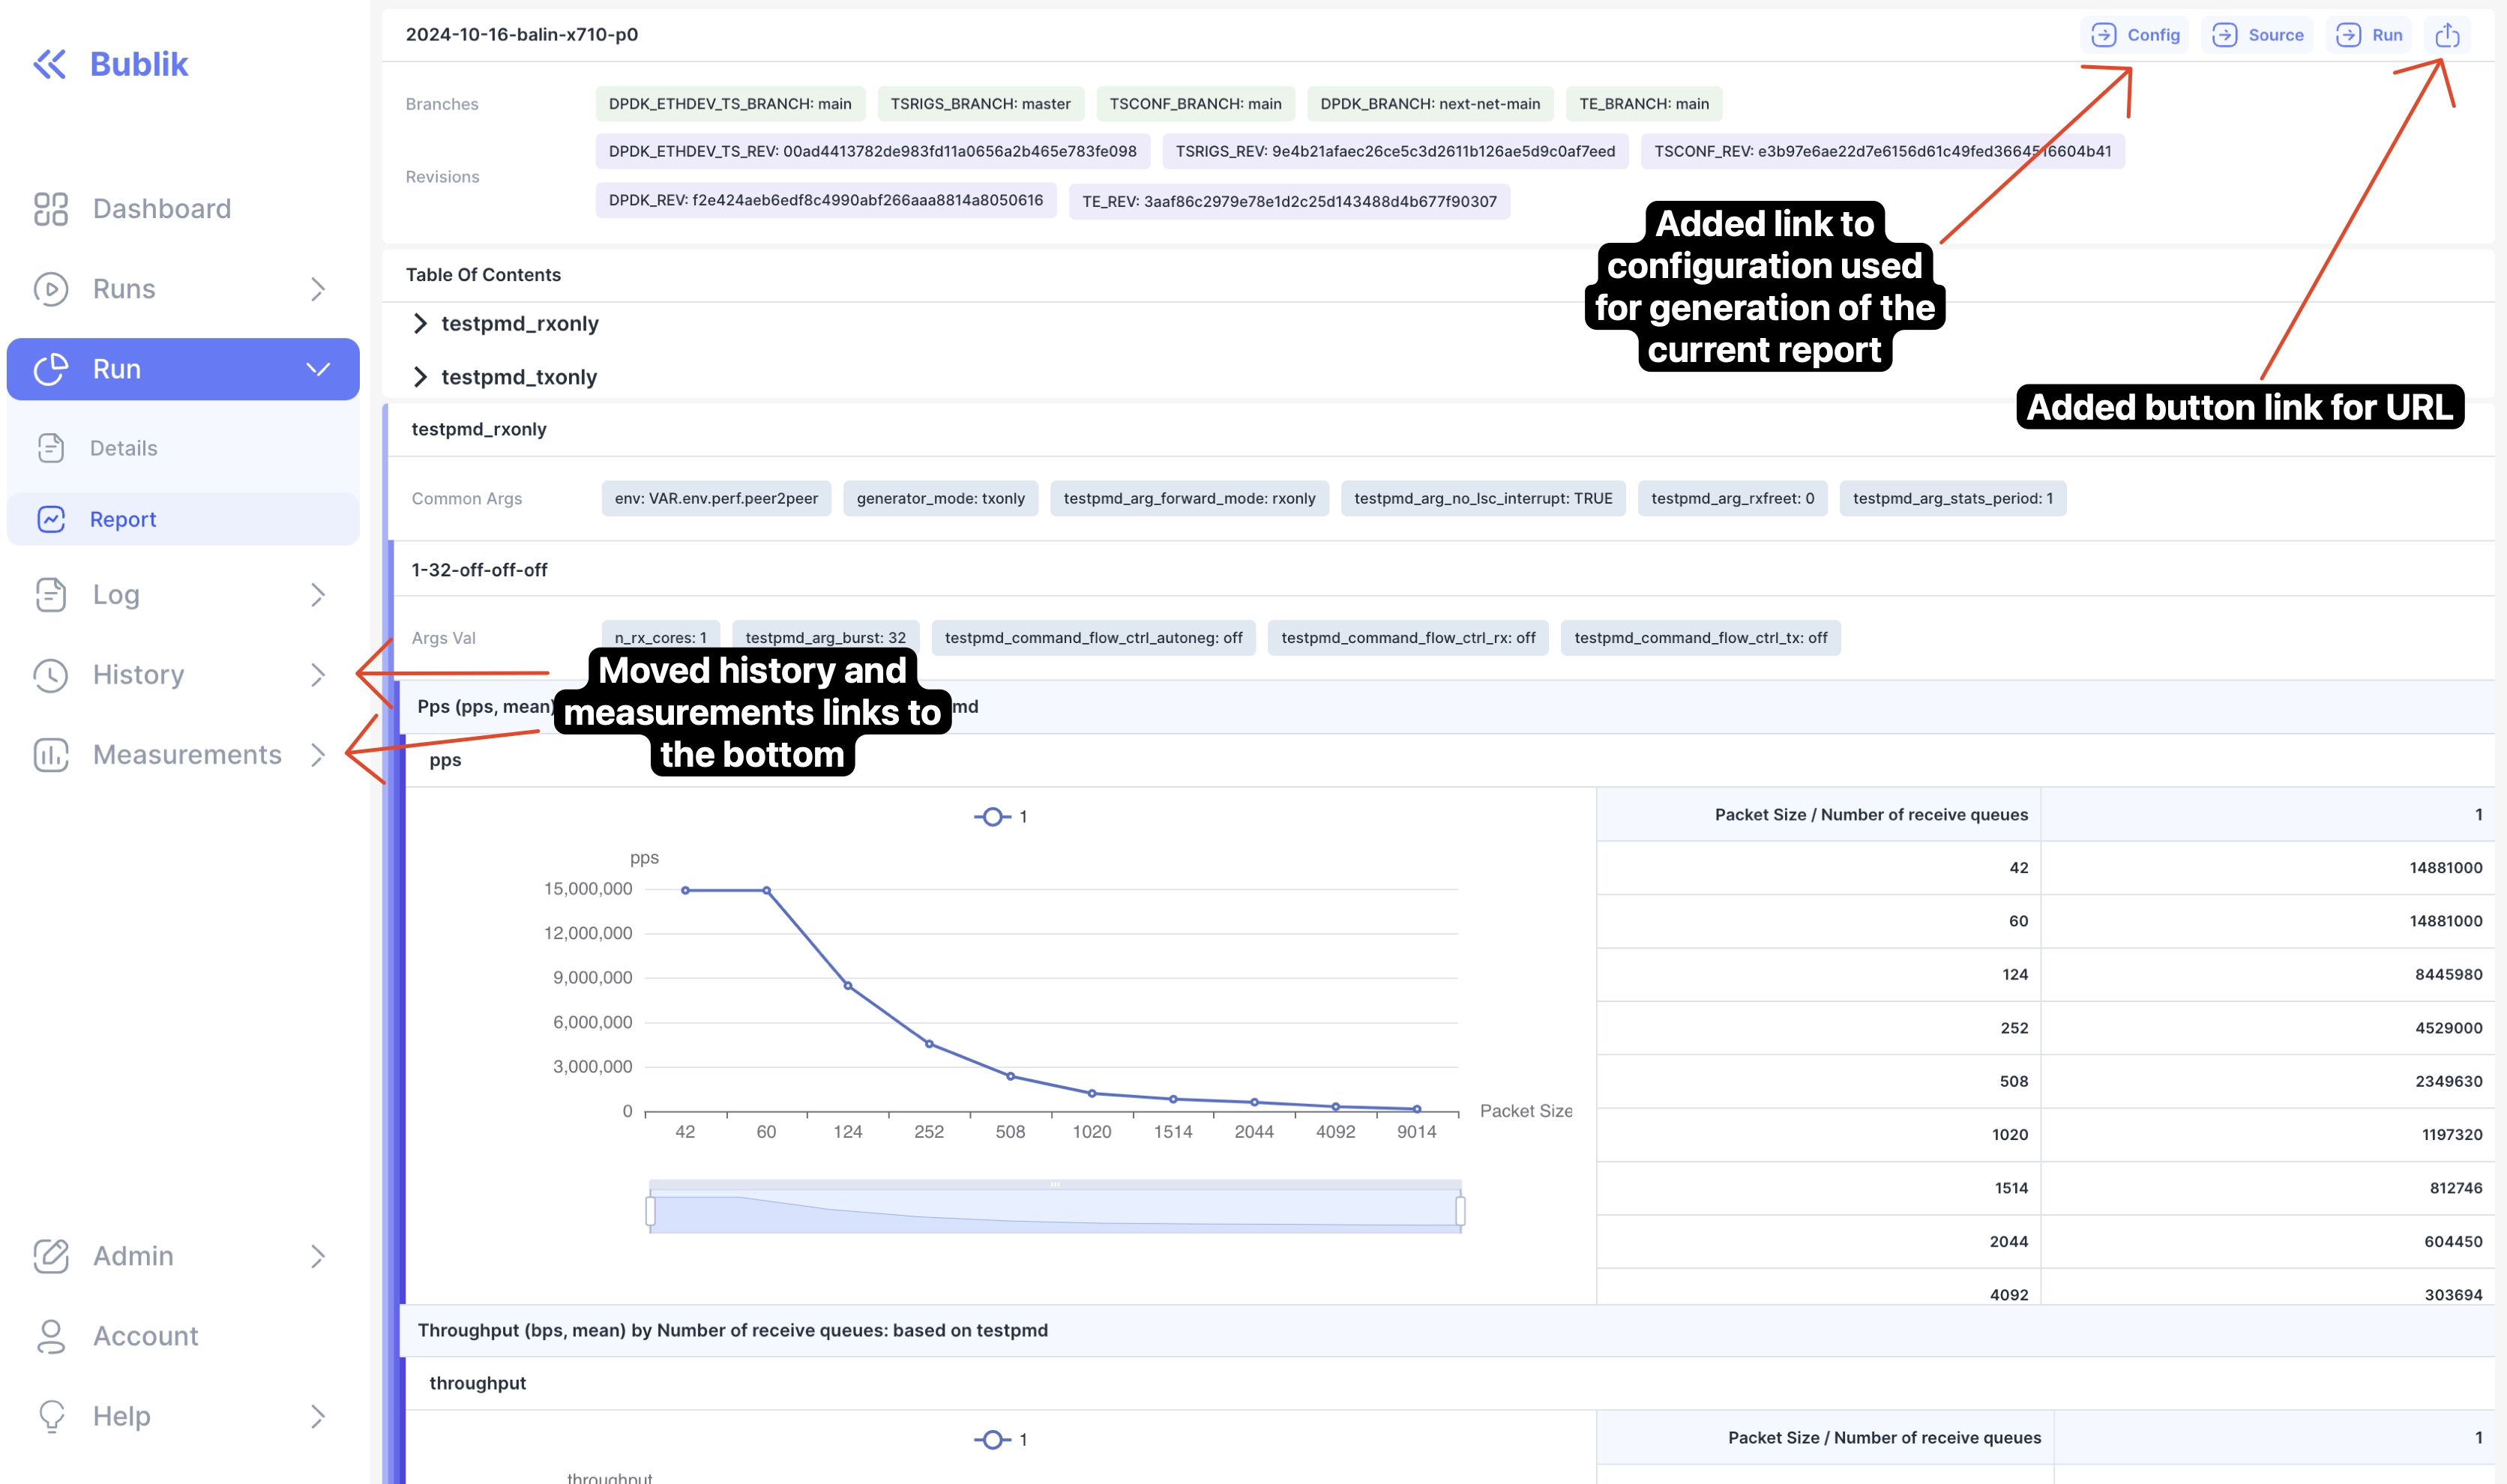 Bublik
Dashboard
Runs
Run
Details
Report
Log
History
Measurements
Admin
Account
Help
2024-10-16-balin-x710-p0
Config
Source
Run
Branches
DPDK_ETHDEV_TS_BRANCH: main
TSRIGS_BRANCH: master
TSCONF_BRANCH: main
DPDK_BRANCH: next-net-main
TE_BRANCH: main
Revisions
DPDK_ETHDEV_TS_REV: 00ad4413782de983fd11a0656a2b465e783fe098
TSRIGS_REV: 9e4b21afaec26ce5c3d2611b126ae5d9c0af7eed
TSCONF_REV:
DPDK_REV: f2e424aeb6edf8c4990abf266aaa8814a8050616
TE_REV: 3aaf86c2979e78e1d2c25d143488d4b677f90307
Added link to
configuration used
for generation of the
current report
Added button link for URL
Table Of Contents
testpmd_rxonly
testpmd_txonly
testpmd_rxonly
Common Args
env: VAR.env.perf.peer2peer
generator_mode: txonly
testpmd_arg_forward_mode: rxonly
testpmd_arg_no_lsc_interrupt: TRUE
testpmd_arg_rxfreet: 0
testpmd_arg_stats_period: 1
1-32-off-off-off
Args Val
n_rx_cores: 1
testpmd_arg_burst: 32
testpmd_command_flow_ctrl_autoneg: off
testpmd_command_flow_ctrl_rx: off
testpmd_command_flow_ctrl_tx: off
Moved history and
measurements links to
the bottom
Pps (pps, mean) md
pps
1
pps
15,000,000
12,000,000
9,000,000
6,000,000
3,000,000
0
42 60 124 252 508 1020 1514 2044 4092 9014
Packet Size
Packet Size / Number of receive queues 1
42 14881000
60 14881000
124 8445980
252 4529000
508 2349630
1020 1197320
1514 812746
2044 604450
4092 303694
Throughput (bps, mean) by Number of receive queues: based on testpmd
throughput
1
throughput
Packet Size / Number of receive queues 1